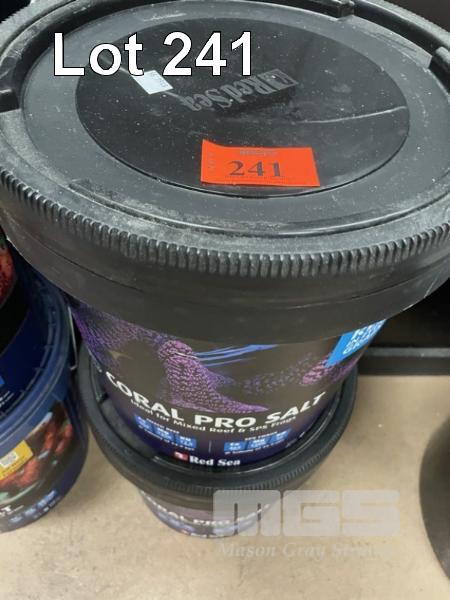 Lot 241
Red Sea
241
CORAL PRO SALT
Ideal for Mixed Reef & SPS Frags
Red Sea
CORAL PRO S
MGS
Mason Gray Strange